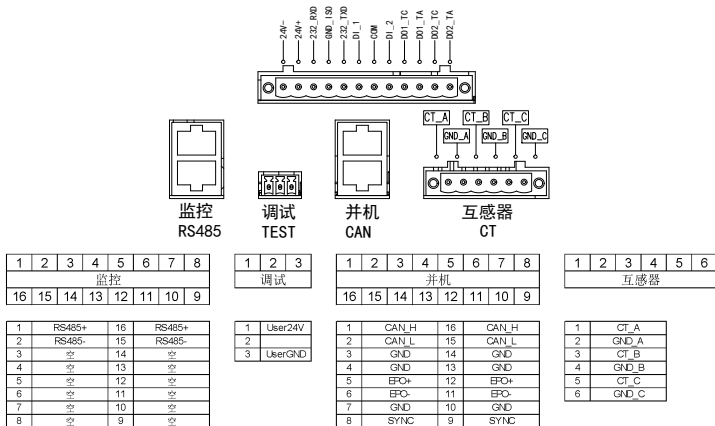 24V-
24V+
232_RXD
GND_ISO
232_TXD
DI_1
COM
DI_2
DO1_TC
DO1_TA
DO2_TC
DO2_TA
CT_A CT_B CT_C
GND_A GND_B GND_C
监控 调试 并机 互感器
RS485 TEST CAN CT
1 2 3 4 5 6 7 8
监控
16 15 14 13 12 11 10 9
1 2 3
调试
1 2 3 4 5 6 7 8
并机
16 15 14 13 12 11 10 9
1 2 3 4 5 6
互感器
1 RS485+ 16 RS485+
2 RS485- 15 RS485-
3 空 14 空
4 空 13 空
5 空 12 空
6 空 11 空
7 空 10 空
8 空 9 空
1 User24V
2
3 UserGND
1 CAN_H 16 CAN_H
2 CAN_L 15 CAN_L
3 GND 14 GND
4 GND 13 GND
5 EPO+ 12 EPO+
6 EPO- 11 EPO-
7 GND 10 GND
8 SYNC 9 SYNC
1 CT_A
2 GND_A
3 CT_B
4 GND_B
5 CT_C
6 GND_C